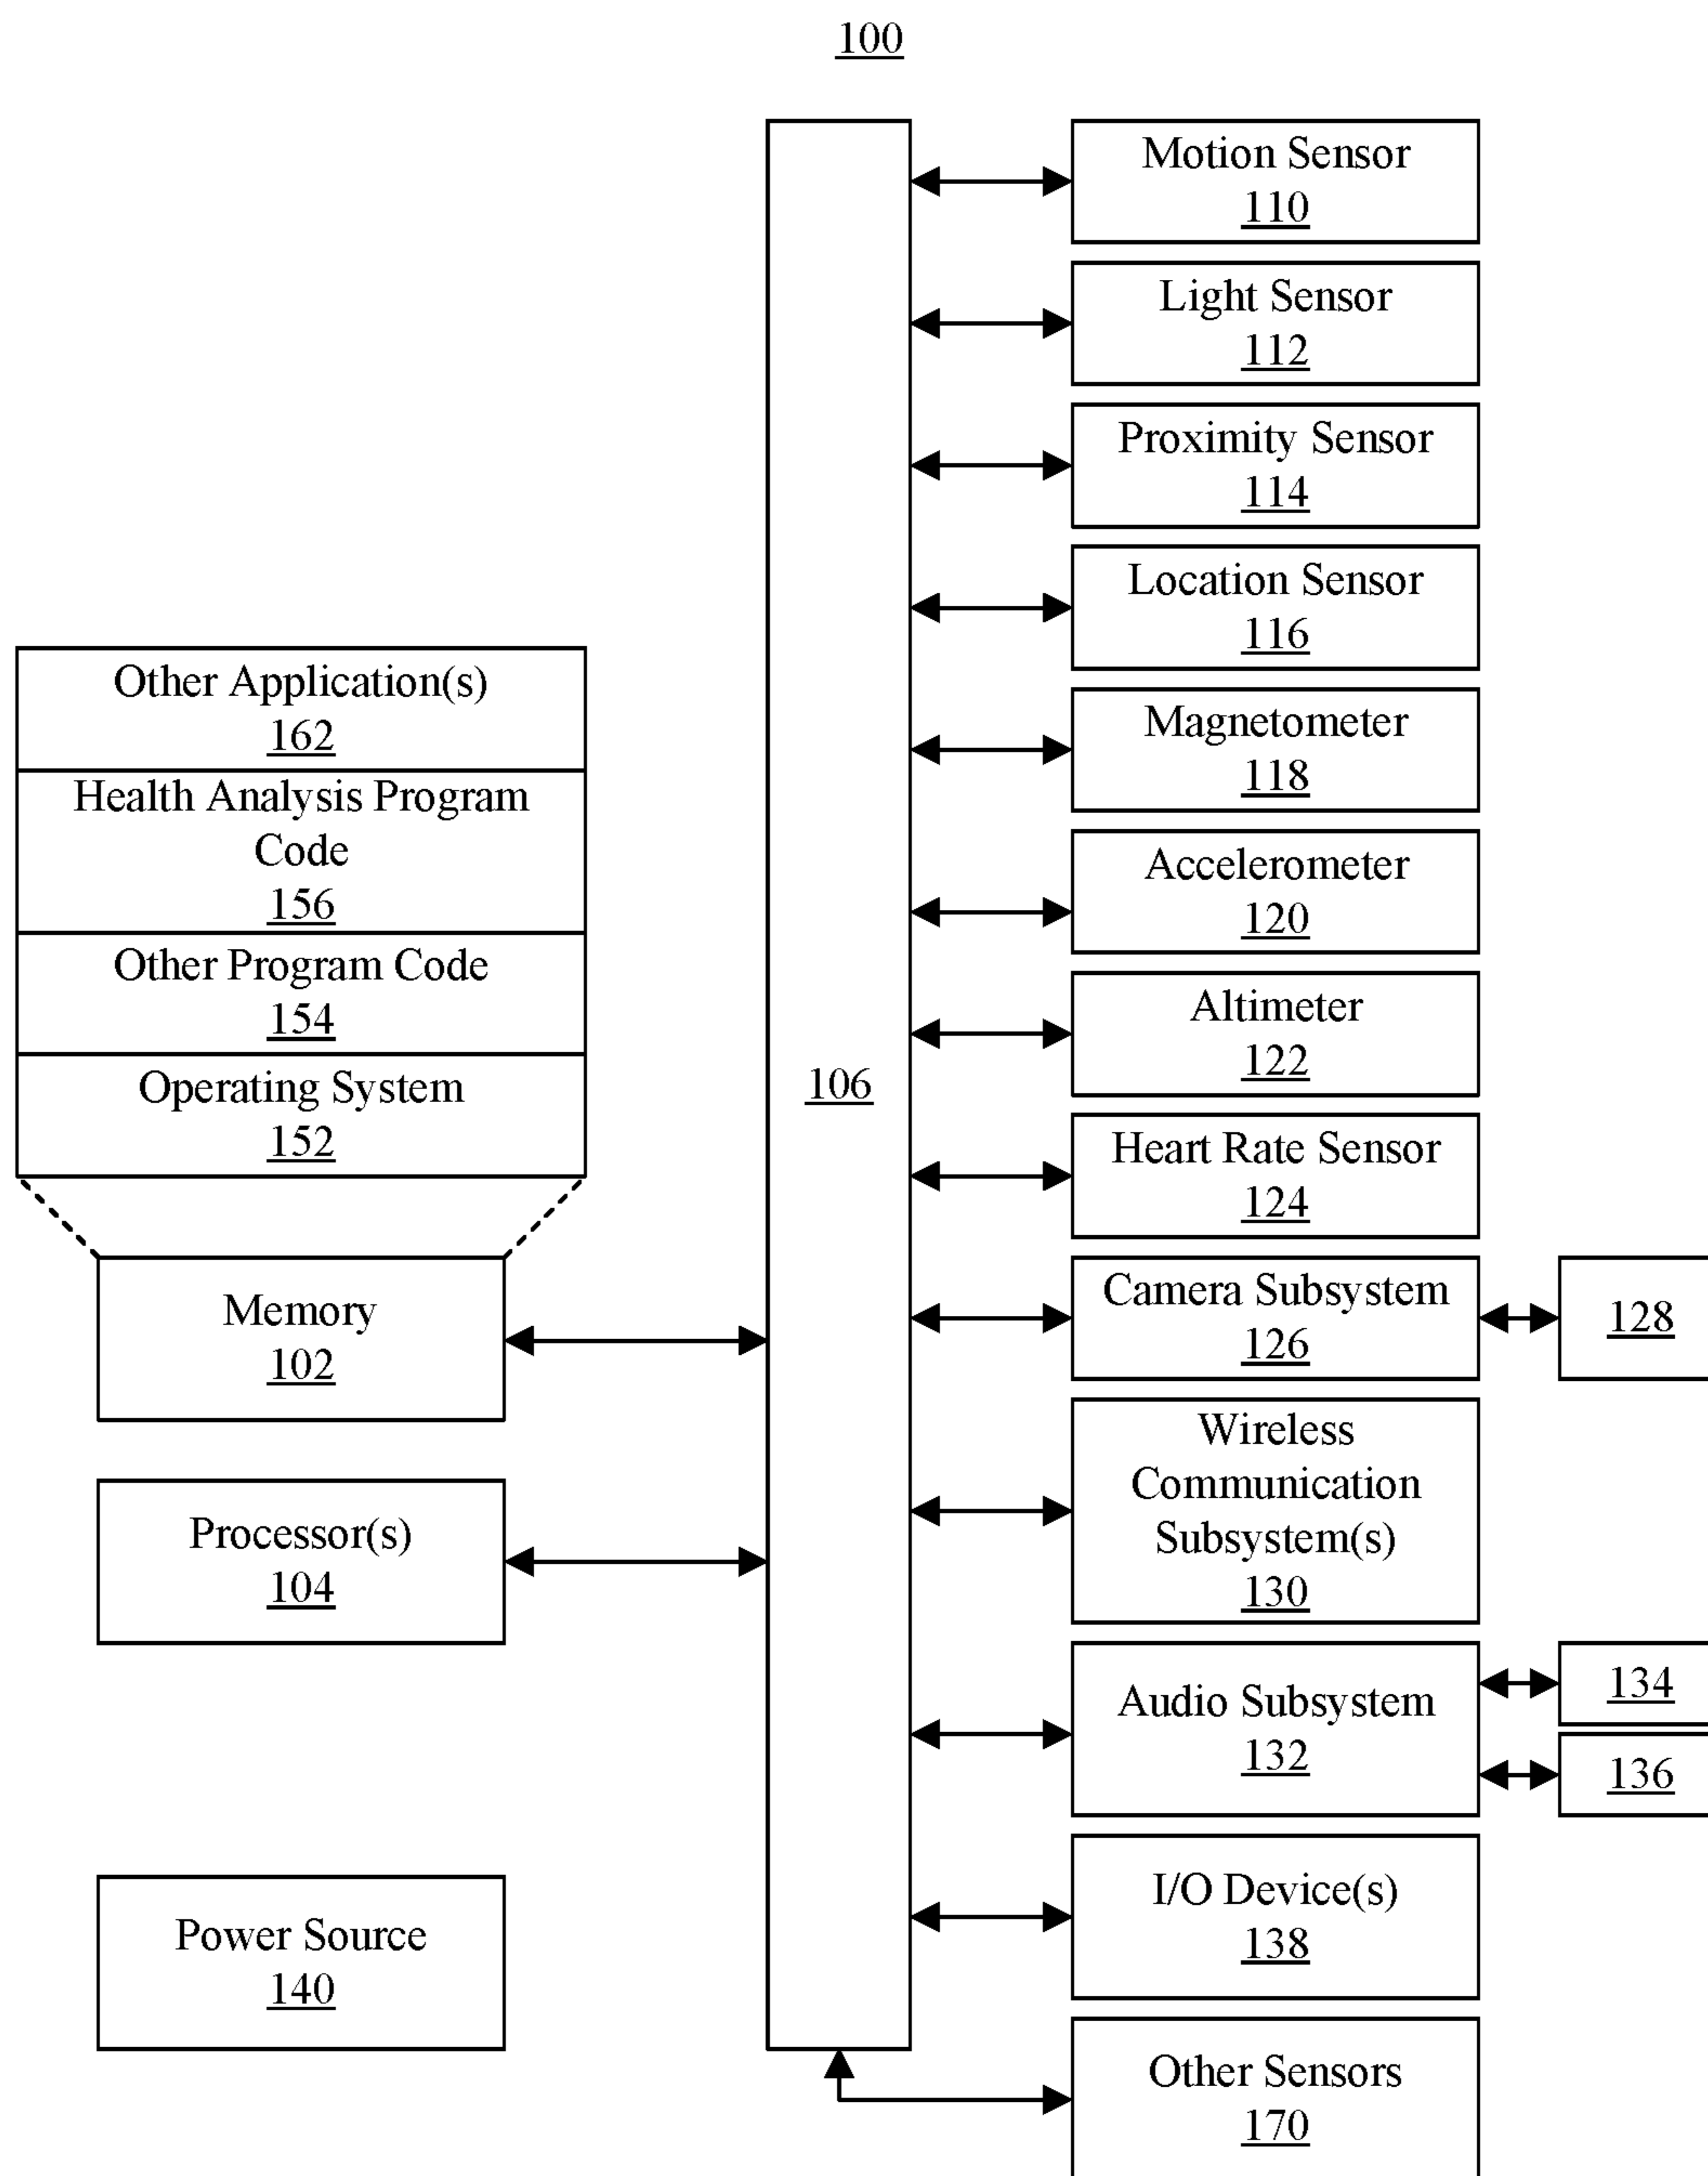 100
Motion Sensor
110
Light Sensor
112
Proximity Sensor
114
Location Sensor
116
Other Application(s)
162
Magnetometer
118
Health Analysis Program
Code
156
Accelerometer
120
Other Program Code
154
Altimeter
122
Operating System
152
106
Heart Rate Sensor
124
Memory
102
Camera Subsystem
126
128
Wireless
Communication
Subsystem(s)
130
Processor(s)
104
Audio Subsystem
132
134
136
I/O Device(s)
138
Power Source
140
Other Sensors
170